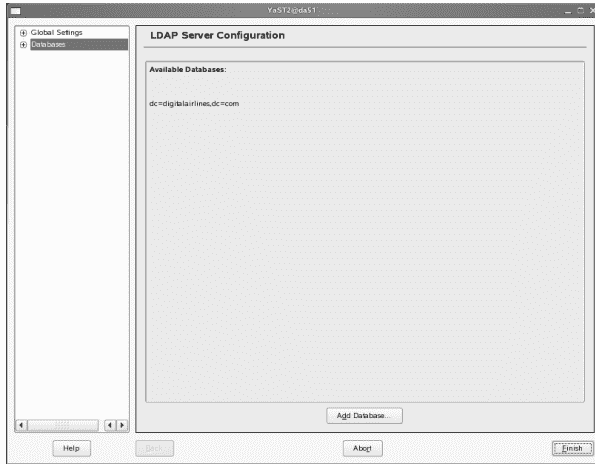 YaST2@da51
Global Settings
Databases
LDAP Server Configuration
Available Databases:
dc=digitalairlines,dc=com
Add Database...
Help
Back
Abort
Finish